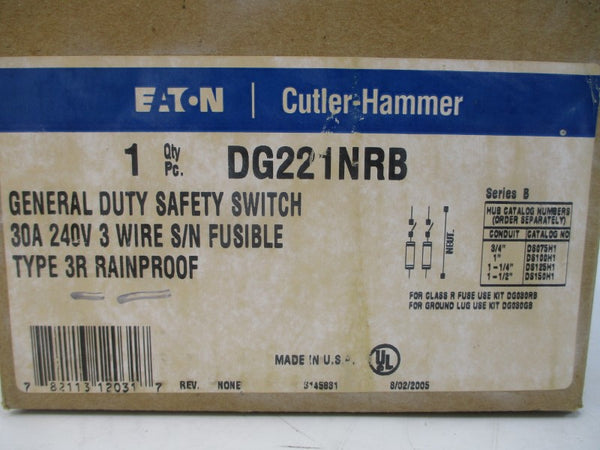 EATON | Cutler-Hammer
1 Qty Pc. DG221NRB
GENERAL DUTY SAFETY SWITCH
30A 240V 3 WIRE S/N FUSIBLE
TYPE 3R RAINPROOF
NEUT.
Series B
HUB CATALOG NUMBERS
(ORDER SEPARATELY)
CONDUIT CATALOG NO
3/4" DS075H1
1" DS100H1
1-1/4" DS125H1
1-1/2" DS150H1
FOR CLASS R FUSE USE KIT DG030RB
FOR GROUND LUG USE KIT DG030GB
MADE IN U.S.A.
UL
7 82113 12031 7
REV. NONE 8/02/2005